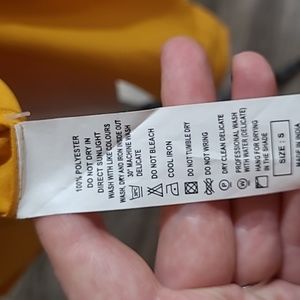 100% POLYESTER
DO NOT DRY IN
DIRECT SUNLIGHT
WASH WITH LIKE COLOURS
WASH, DRY AND IRON INSIDE OUT
30° MACHINE WASH
DELICATE
DO NOT BLEACH
COOL IRON
DO NOT TUMBLE DRY
DO NOT WRING
DRY CLEAN DELICATE
PROFESSIONAL WASH
WITH WATER (DELICATE)
HANG FOR DRYING
IN THE SHADE
SIZE : S
MADE IN INDIA